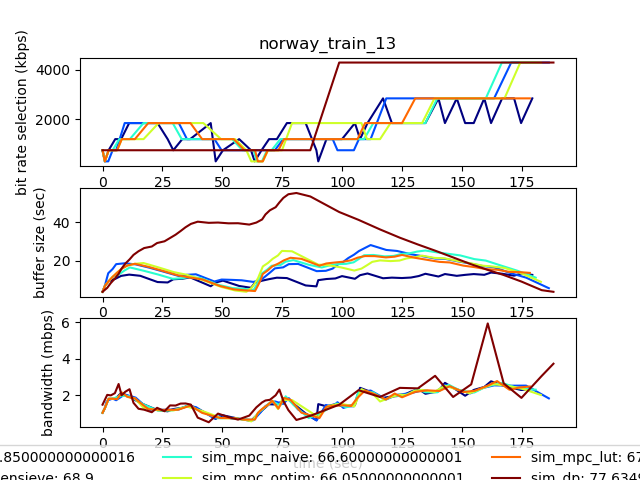 norway_train_13
bit rate selection (kbps)
4000
2000
0 25 50 75 100 125 150 175
buffer size (sec)
40
20
0 25 50 75 100 125 150 175
bandwidth (mbps)
6
4
2
0 25 50 75 100 125 150 175
time (sec)
.8500000000000016 sim_mpc_naive: 66.60000000000001 sim_mpc_lut: 67
ensieve: 68.9 sim_mpc_optim: 66.05000000000001 sim_dp: 77.6349